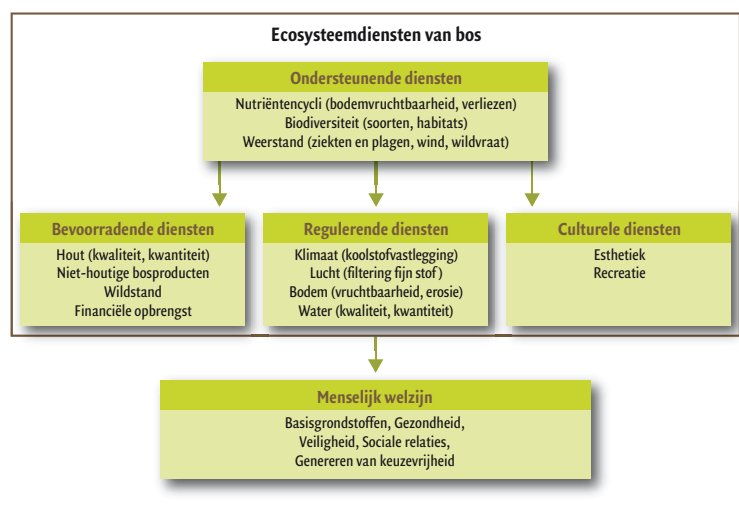 Ecosysteemdiensten van bos
Ondersteunende diensten
Nutriëntencycli (bodemvruchtbaarheid, verliezen)
Biodiversiteit (soorten, habitats)
Weerstand (ziekten en plagen, wind, wildvraat)
Bevoorradende diensten
Hout (kwaliteit, kwantiteit)
Niet-houtige bosproducten
Wildstand
Financiële opbrengst
Regulerende diensten
Klimaat (koolstofvastlegging)
Lucht (filtering fijn stof)
Bodem (vruchtbaarheid, erosie)
Water (kwaliteit, kwantiteit)
Culturele diensten
Esthetiek
Recreatie
Menselijk welzijn
Basisgrondstoffen, Gezondheid,
Veiligheid, Sociale relaties,
Genereren van keuzevrijheid